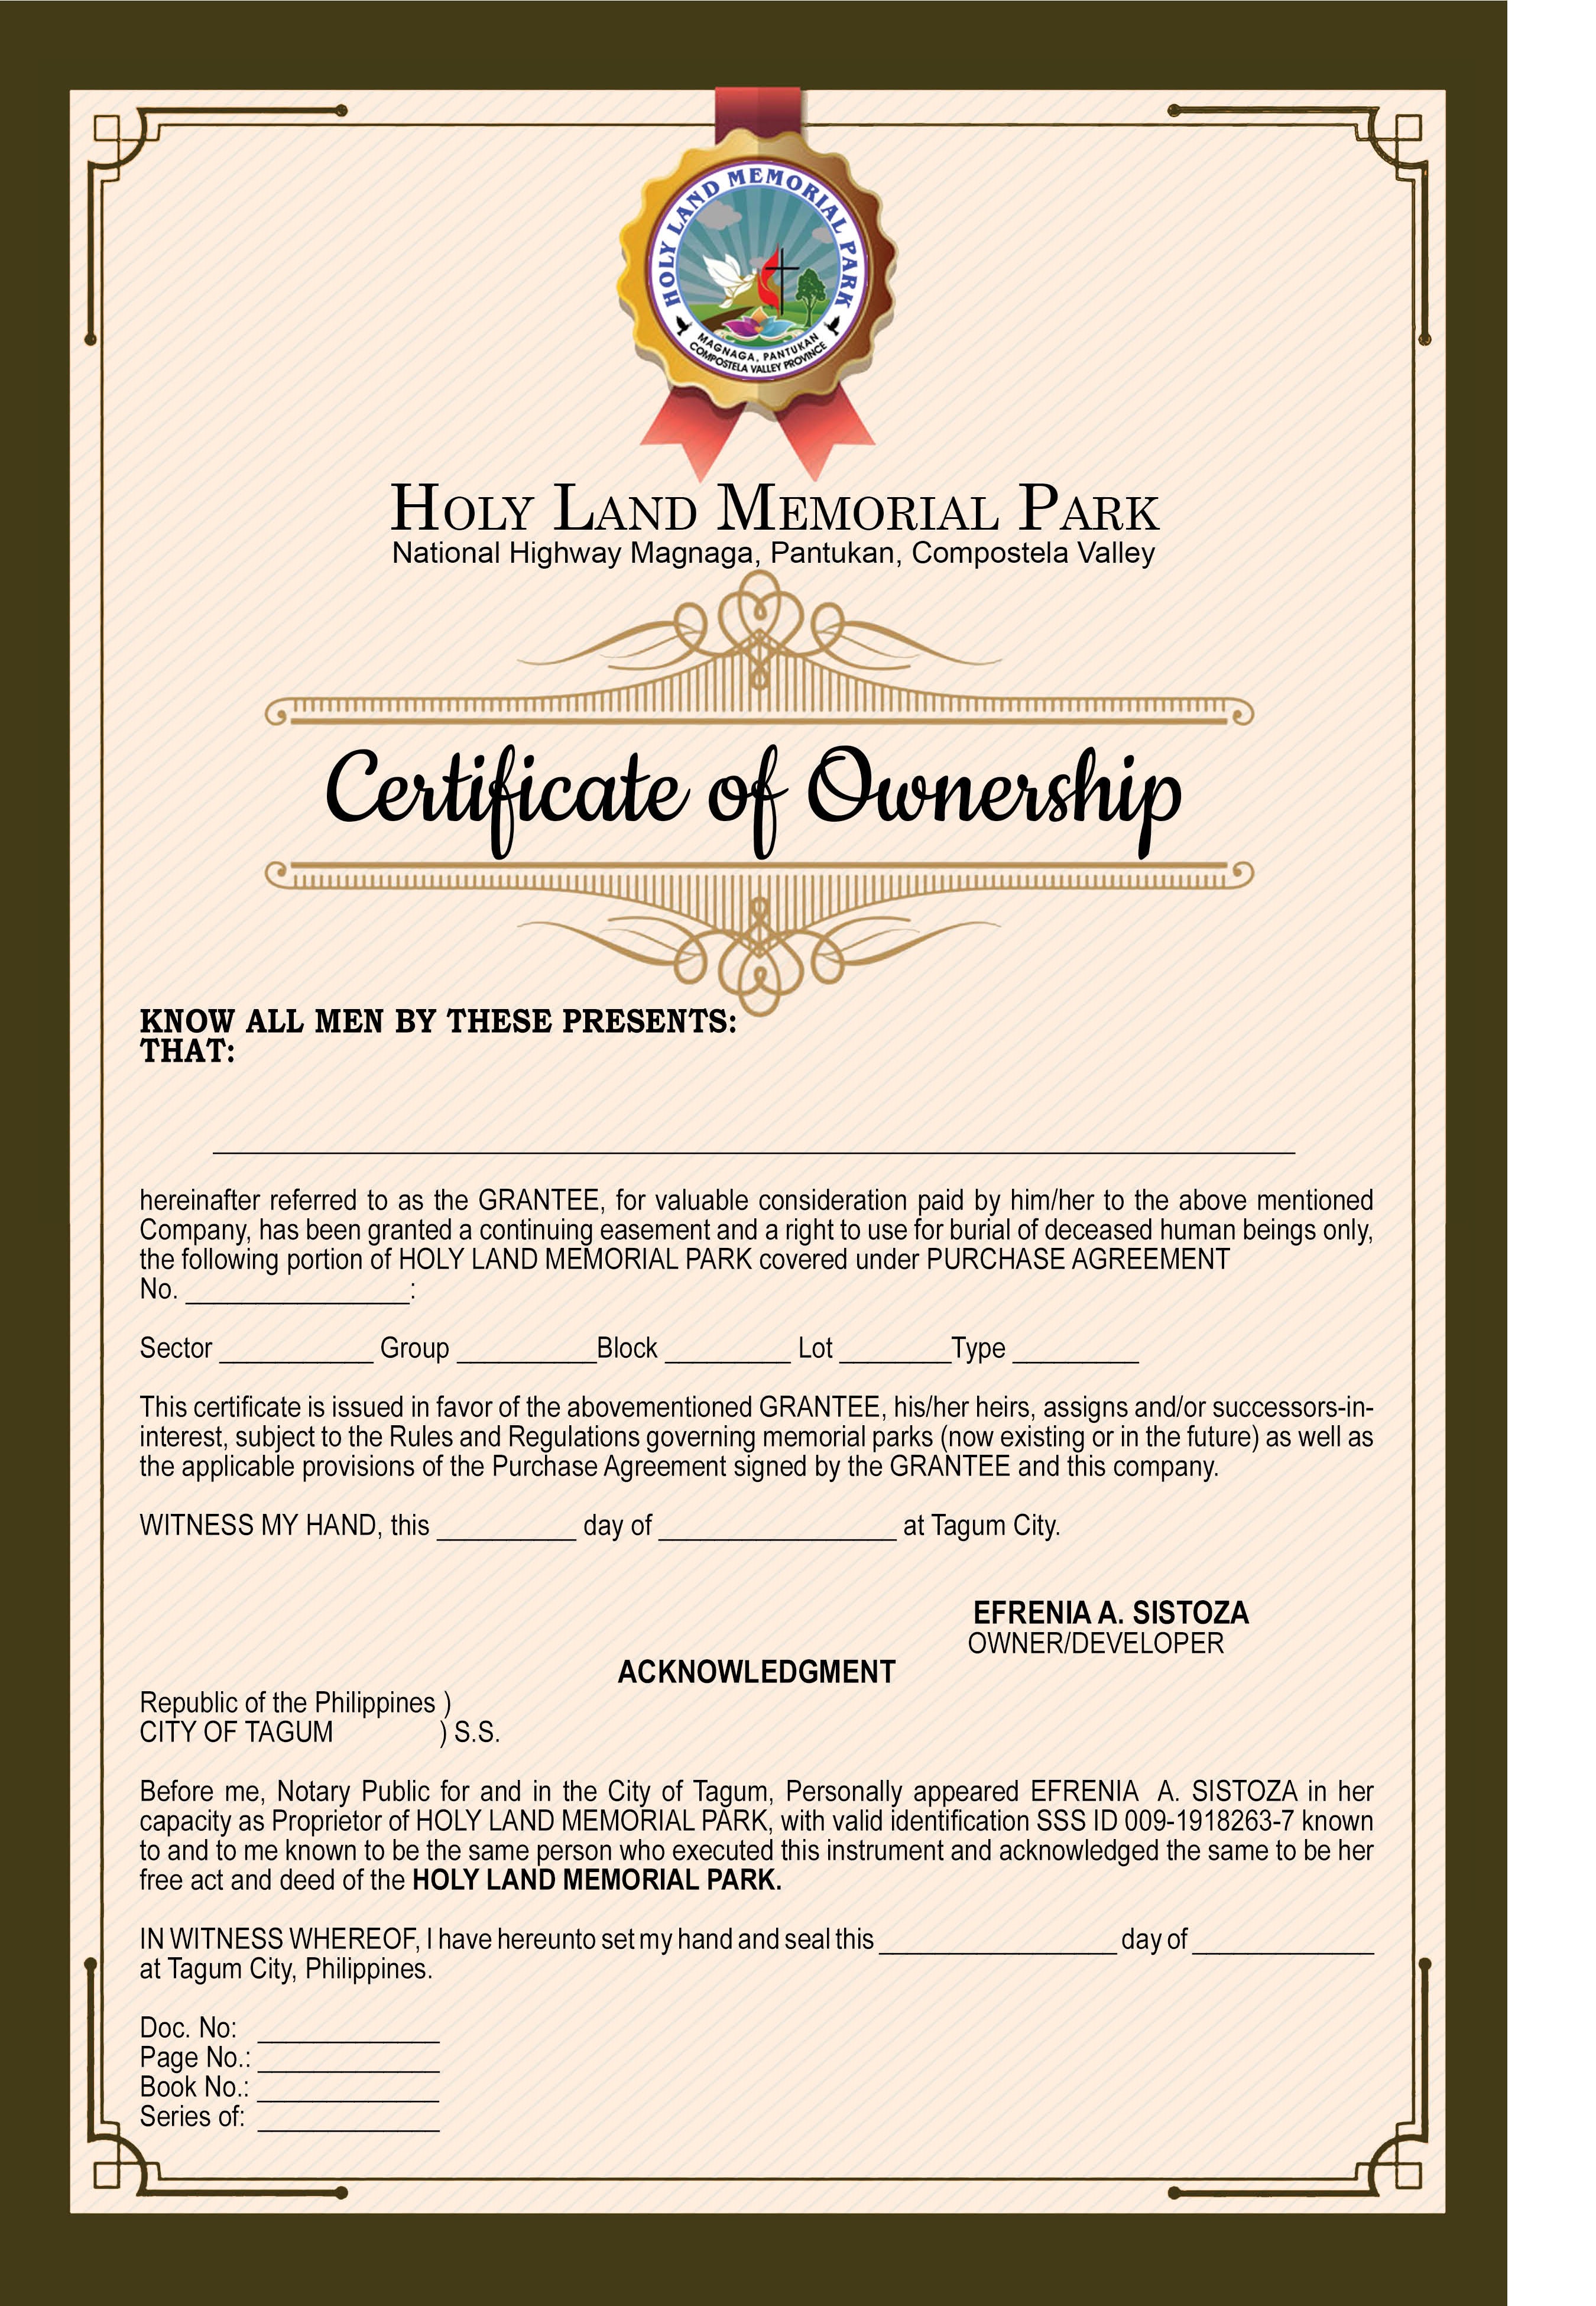 HOLY LAND MEMORIAL PARK
MAGNAGA, PANTUKAN
COMPOSTELA VALLEY PROVINCE
HOLY LAND MEMORIAL PARK
National Highway Magnaga, Pantukan, Compostela Valley
Certificate of Ownership
KNOW ALL MEN BY THESE PRESENTS:
THAT:
hereinafter referred to as the GRANTEE, for valuable consideration paid by him/her to the above mentioned
Company, has been granted a continuing easement and a right to use for burial of deceased human beings only,
the following portion of HOLY LAND MEMORIAL PARK covered under PURCHASE AGREEMENT
No. ________________:
Sector ___________ Group __________Block _________ Lot ________Type _________
This certificate is issued in favor of the abovementioned GRANTEE, his/her heirs, assigns and/or successors-in-
interest, subject to the Rules and Regulations governing memorial parks (now existing or in the future) as well as
the applicable provisions of the Purchase Agreement signed by the GRANTEE and this company.
WITNESS MY HAND, this __________ day of _________________ at Tagum City.
EFRENIA A. SISTOZA
OWNER/DEVELOPER
ACKNOWLEDGMENT
Republic of the Philippines )
CITY OF TAGUM ) S.S.
Before me, Notary Public for and in the City of Tagum, Personally appeared EFRENIA A. SISTOZA in her
capacity as Proprietor of HOLY LAND MEMORIAL PARK, with valid identification SSS ID 009-1918263-7 known
to and to me known to be the same person who executed this instrument and acknowledged the same to be her
free act and deed of the HOLY LAND MEMORIAL PARK.
IN WITNESS WHEREOF, I have hereunto set my hand and seal this _________________ day of _____________
at Tagum City, Philippines.
Doc. No: _____________
Page No.: _____________
Book No.: _____________
Series of: _____________